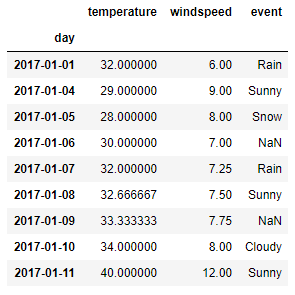 temperature windspeed event
day
2017-01-01 32.000000 6.00 Rain
2017-01-04 29.000000 9.00 Sunny
2017-01-05 28.000000 8.00 Snow
2017-01-06 30.000000 7.00 NaN
2017-01-07 32.000000 7.25 Rain
2017-01-08 32.666667 7.50 Sunny
2017-01-09 33.333333 7.75 NaN
2017-01-10 34.000000 8.00 Cloudy
2017-01-11 40.000000 12.00 Sunny